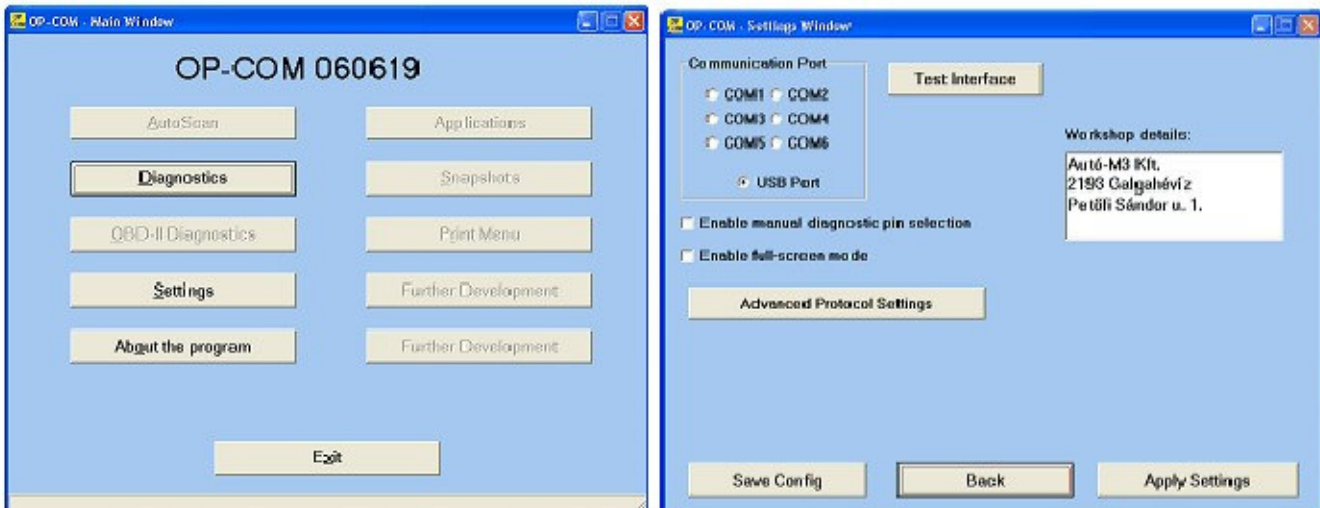 OP-COM - Main Window
OP-COM 060619
AutoScan
Applications
Diagnostics
Snapshots
OBD-II Diagnostics
Print Menu
Settings
Further Development
About the program
Further Development
Exit
OP-COM - Settings Window
Communication Port
COM1 COM2
COM3 COM4
COM5 COM6
USB Port
Test Interface
Workshop details:
Autó-M3 Kft.
2193 Galgahévíz
Petőfi Sándor u. 1.
Enable manual diagnostic pin selection
Enable full-screen mode
Advanced Protocol Settings
Save Config
Back
Apply Settings